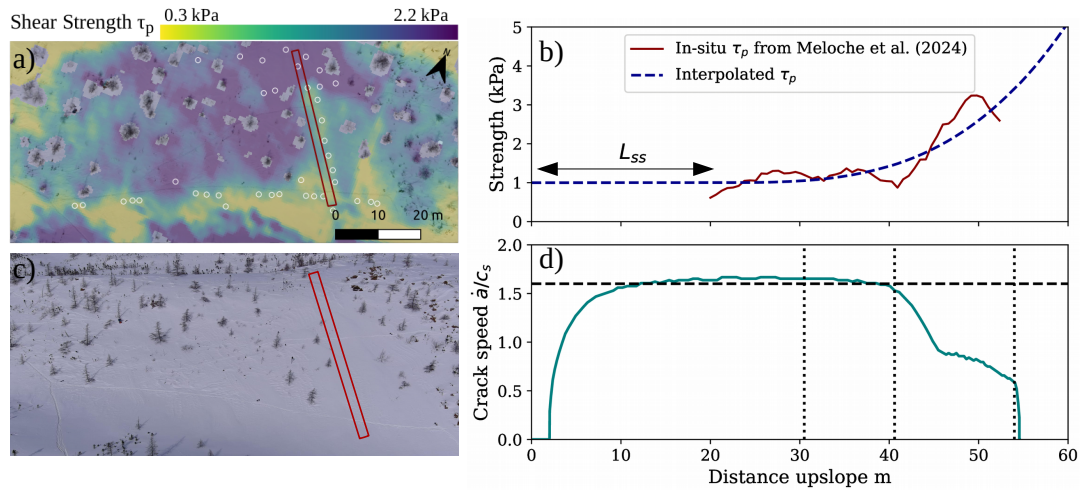 Shear Strength τp
0.3 kPa
2.2 kPa
a)
N
0 10 20 m
c)
b)
In-situ τp from Meloche et al. (2024)
Interpolated τp
Lss
Strength (kPa)
5
4
3
2
1
0
d)
Crack speed ȧ/cs
2.0
1.5
1.0
0.5
0.0
0 10 20 30 40 50 60
Distance upslope m